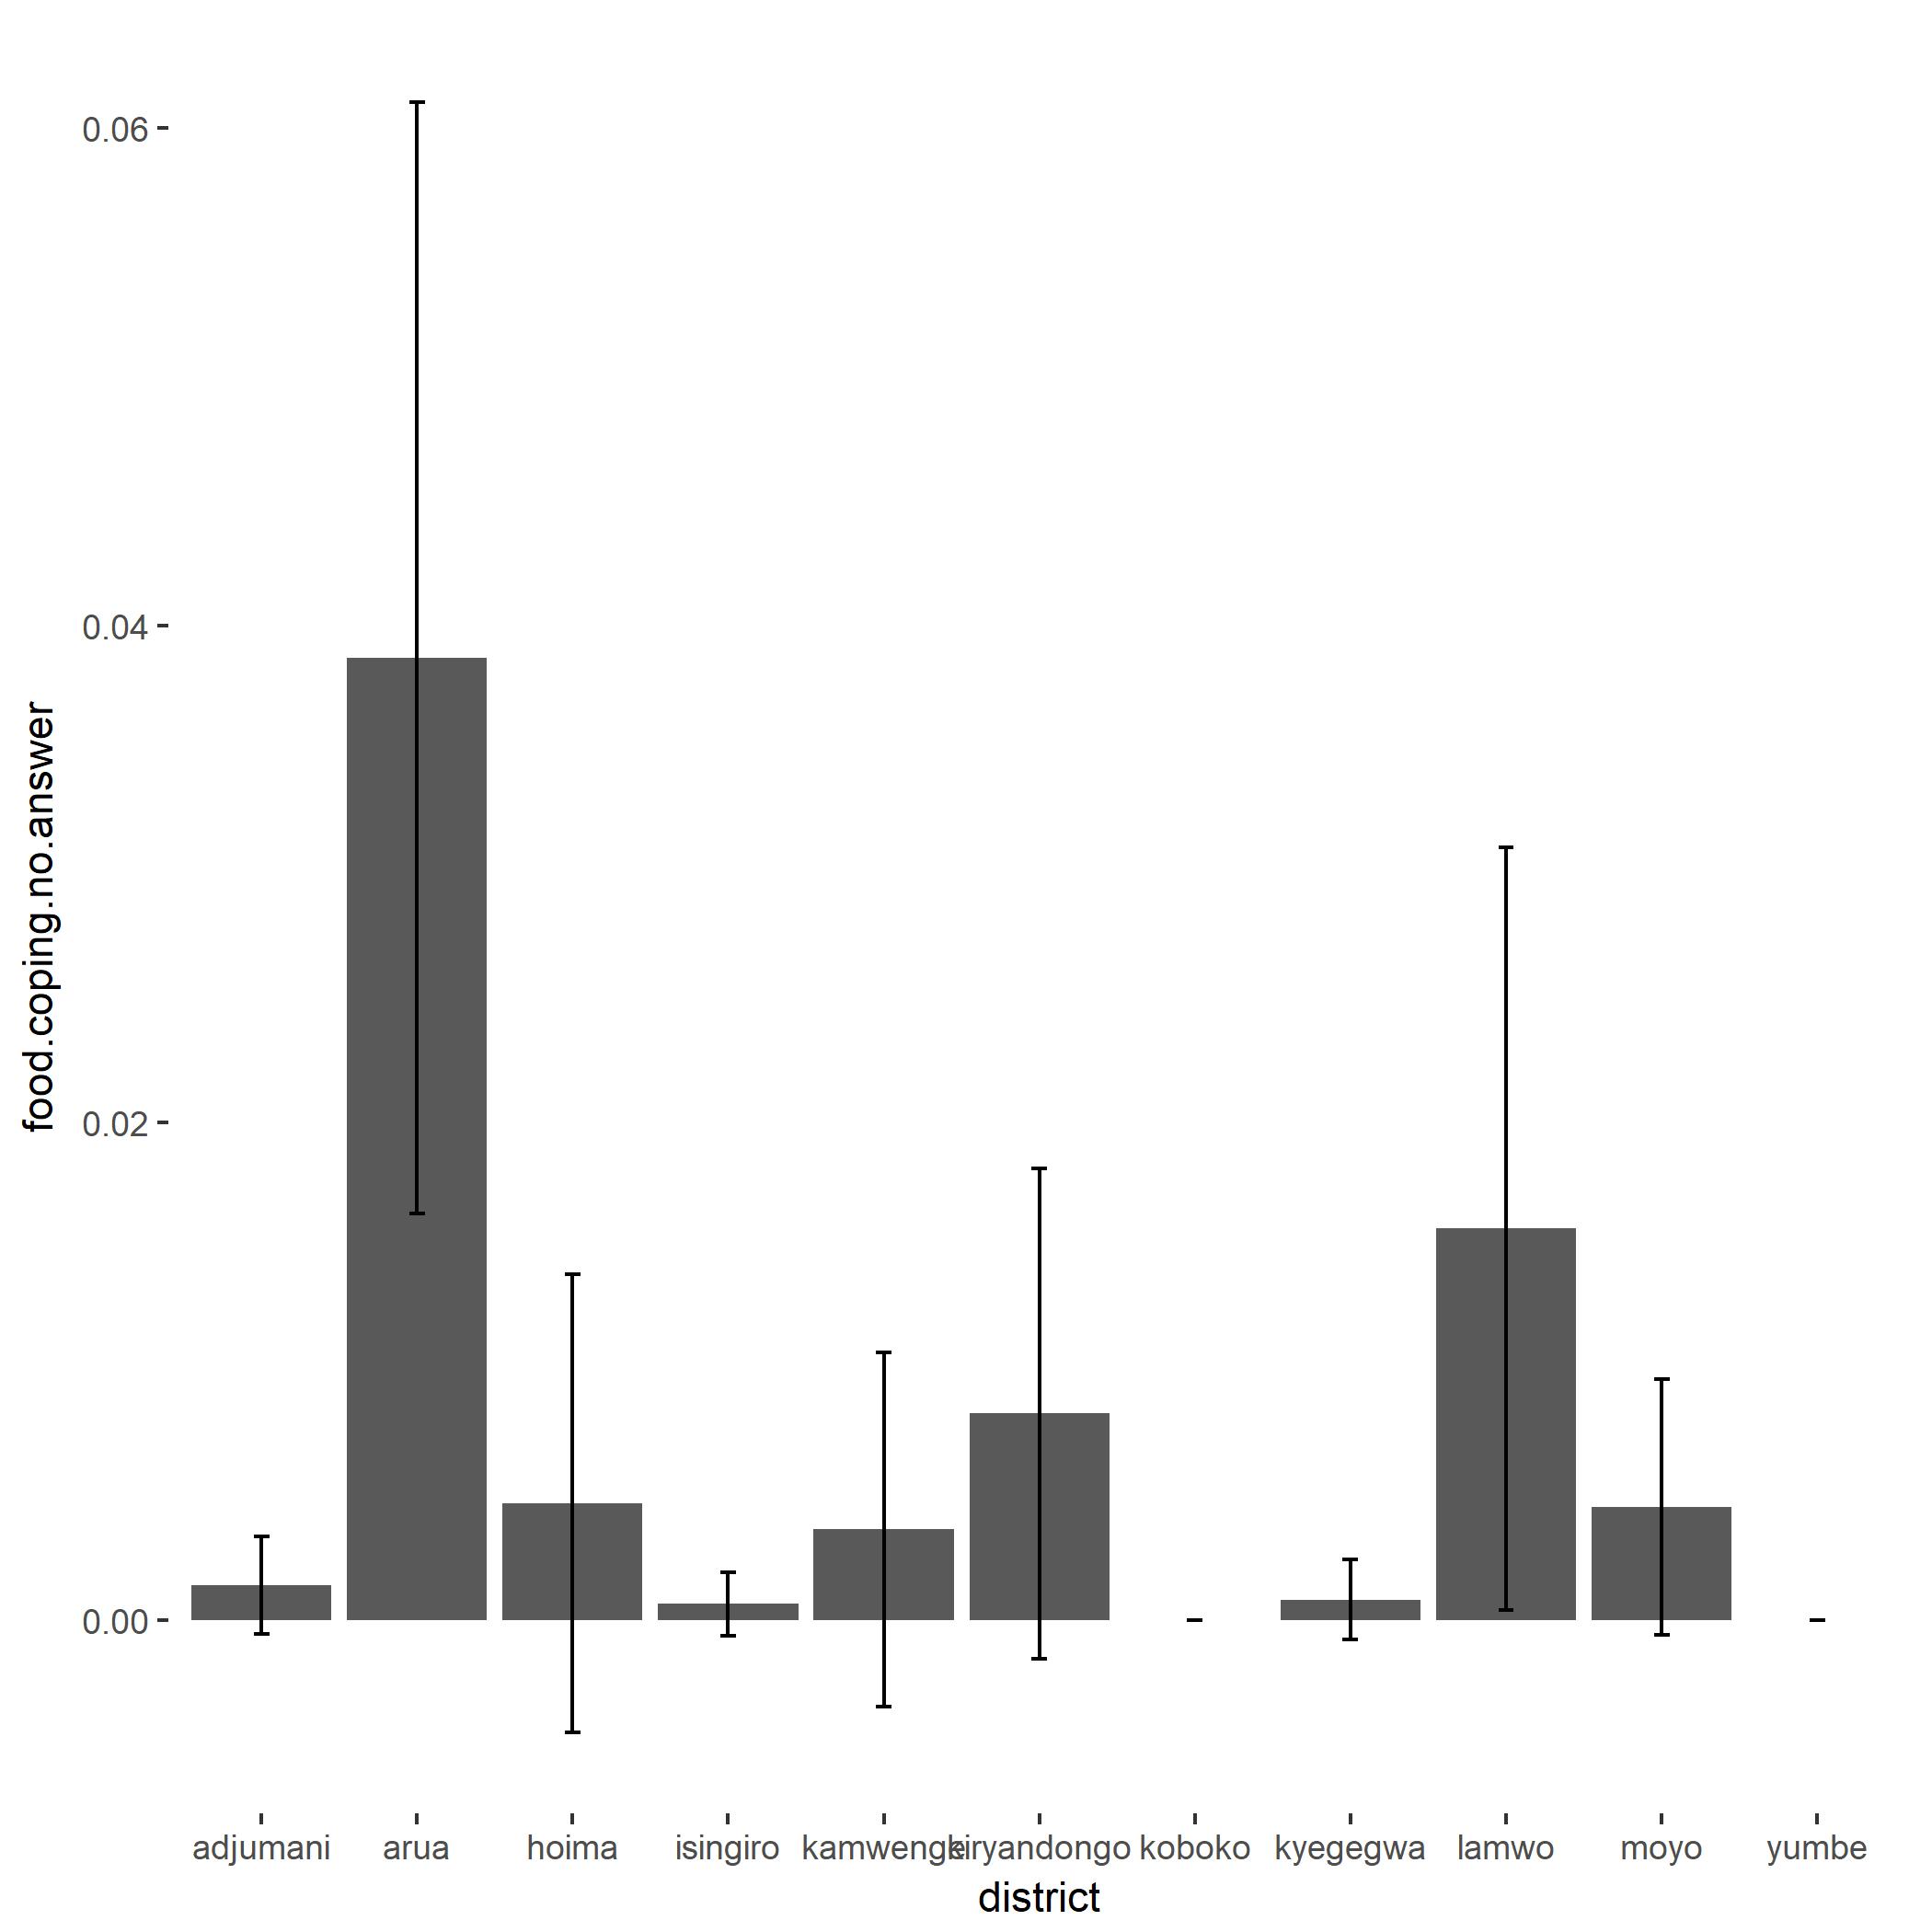 food.coping.no.answer
0.06
0.04
0.02
0.00
adjumani arua hoima isingiro kamwenge kiryandongo koboko kyegegwa lamwo moyo yumbe
district